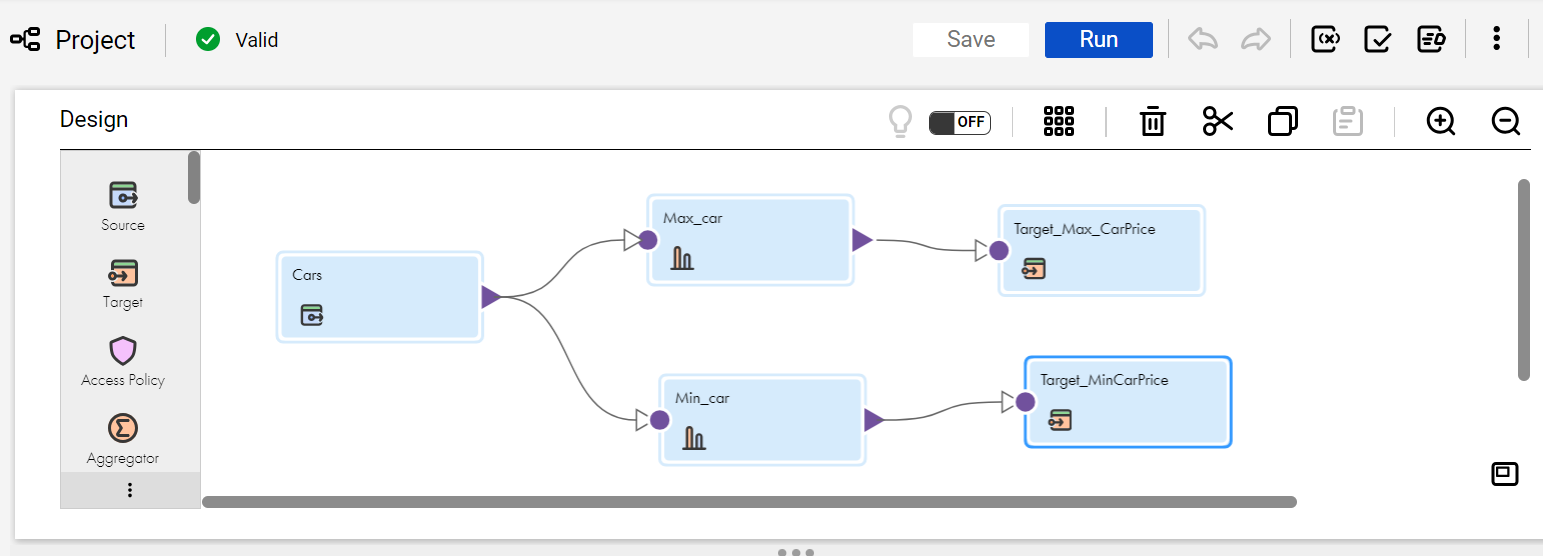 Project
Valid
Save
Run
Design
OFF
Source
Target
Access Policy
Aggregator
Cars
Max_car
Target_Max_CarPrice
Min_car
Target_MinCarPrice